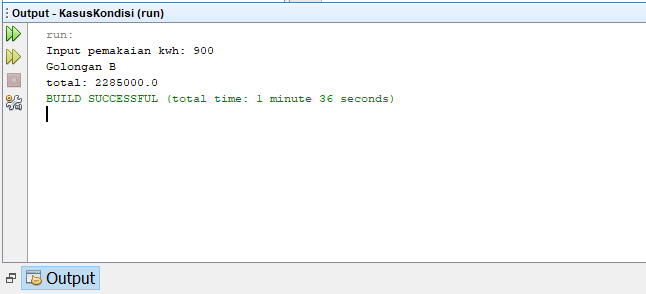 Output - KasusKondisi (run)
run:
Input pemakaian kwh: 900
Golongan B
total: 2285000.0
BUILD SUCCESSFUL (total time: 1 minute 36 seconds)
Output